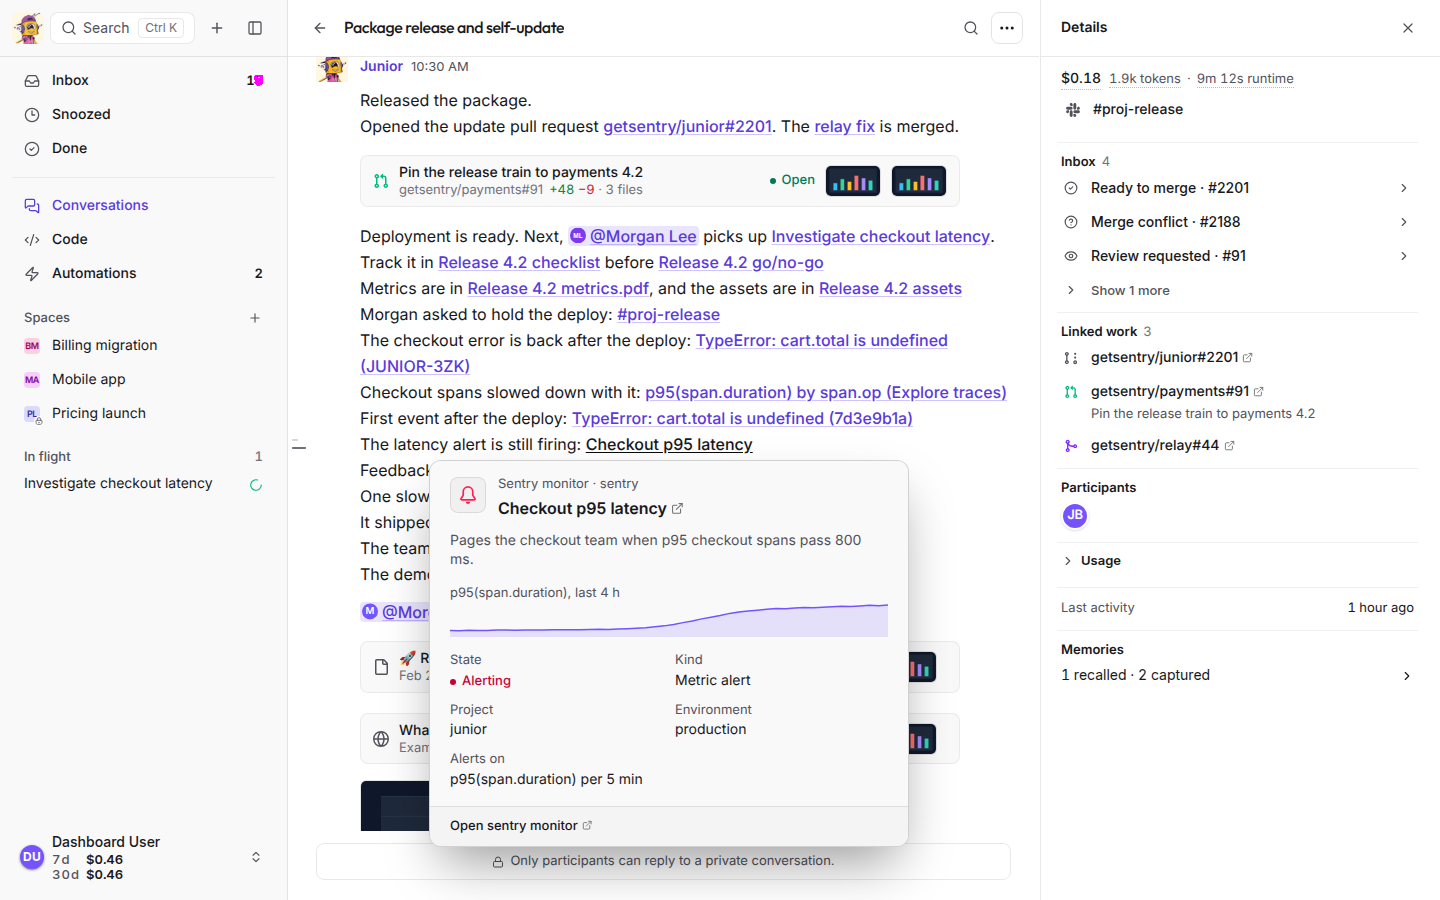 Search Ctrl K
Inbox
Snoozed
Done
Conversations
Code
Automations 2
Spaces
BM Billing migration
MA Mobile app
PL Pricing launch
In flight 1
Investigate checkout latency
DU Dashboard User
7d $0.46
30d $0.46
Package release and self-update
Junior 10:30 AM
Released the package.
Opened the update pull request getsentry/junior#2201. The relay fix is merged.
Pin the release train to payments 4.2
getsentry/payments#91 +48 −9 · 3 files
Open
Deployment is ready. Next, ML @Morgan Lee picks up Investigate checkout latency.
Track it in Release 4.2 checklist before Release 4.2 go/no-go
Metrics are in Release 4.2 metrics.pdf, and the assets are in Release 4.2 assets
Morgan asked to hold the deploy: #proj-release
The checkout error is back after the deploy: TypeError: cart.total is undefined
(JUNIOR-3ZK)
Checkout spans slowed down with it: p95(span.duration) by span.op (Explore traces)
First event after the deploy: TypeError: cart.total is undefined (7d3e9b1a)
The latency alert is still firing: Checkout p95 latency
Feedback
One slow
It shipped
The team
The dem
M @Mor
🚀 R
Feb 2
Wha
Exam
Sentry monitor · sentry
Checkout p95 latency
Pages the checkout team when p95 checkout spans pass 800
ms.
p95(span.duration), last 4 h
State Kind
Alerting Metric alert
Project Environment
junior production
Alerts on
p95(span.duration) per 5 min
Open sentry monitor
Only participants can reply to a private conversation.
Details
$0.18 1.9k tokens · 9m 12s runtime
#proj-release
Inbox 4
Ready to merge · #2201
Merge conflict · #2188
Review requested · #91
Show 1 more
Linked work 3
getsentry/junior#2201
getsentry/payments#91
Pin the release train to payments 4.2
getsentry/relay#44
Participants
JB
Usage
Last activity 1 hour ago
Memories
1 recalled · 2 captured